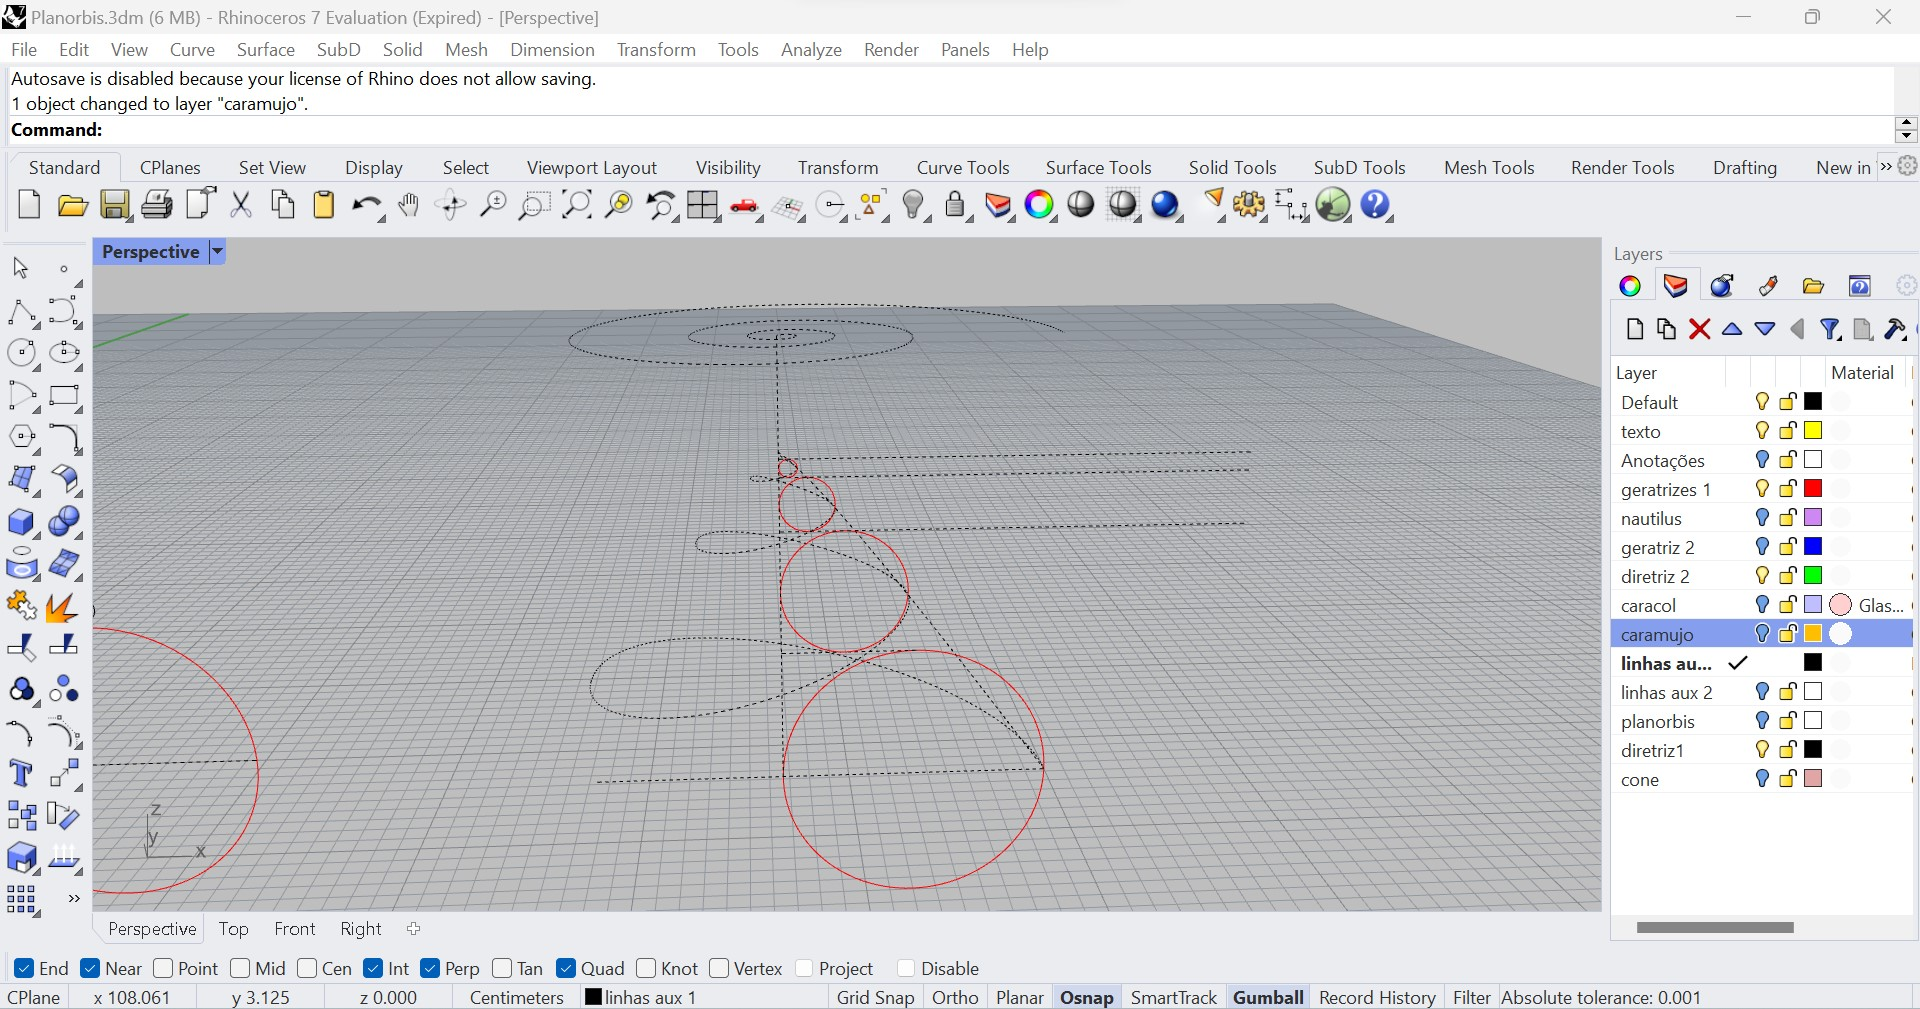 Planorbis.3dm (6 MB) - Rhinoceros 7 Evaluation (Expired) - [Perspective]
File Edit View Curve Surface SubD Solid Mesh Dimension Transform Tools Analyze Render Panels Help
Autosave is disabled because your license of Rhino does not allow saving.
1 object changed to layer "caramujo".
Command:
Standard CPlanes Set View Display Select Viewport Layout Visibility Transform Curve Tools Surface Tools Solid Tools SubD Tools Mesh Tools Render Tools Drafting New in
Perspective
Layers
Layer Material
Default
texto
Anotações
geratrizes 1
nautilus
geratriz 2
diretriz 2
caracol Glas...
caramujo
linhas au...
linhas aux 2
planorbis
diretriz1
cone
z
y
x
Perspective Top Front Right
End Near Point Mid Cen Int Perp Tan Quad Knot Vertex Project Disable
CPlane x 108.061 y 3.125 z 0.000 Centimeters linhas aux 1 Grid Snap Ortho Planar Osnap SmartTrack Gumball Record History Filter Absolute tolerance: 0.001